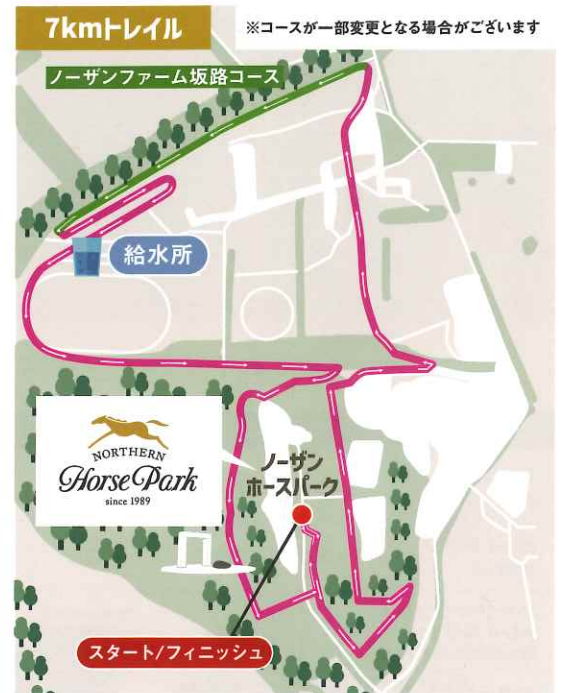 7kmトレイル
※コースが一部変更となる場合がございます
ノーザンファーム坂路コース
給水所
NORTHERN
Horse Park
since 1989
ノーザン
ホースパーク
スタート/フィニッシュ